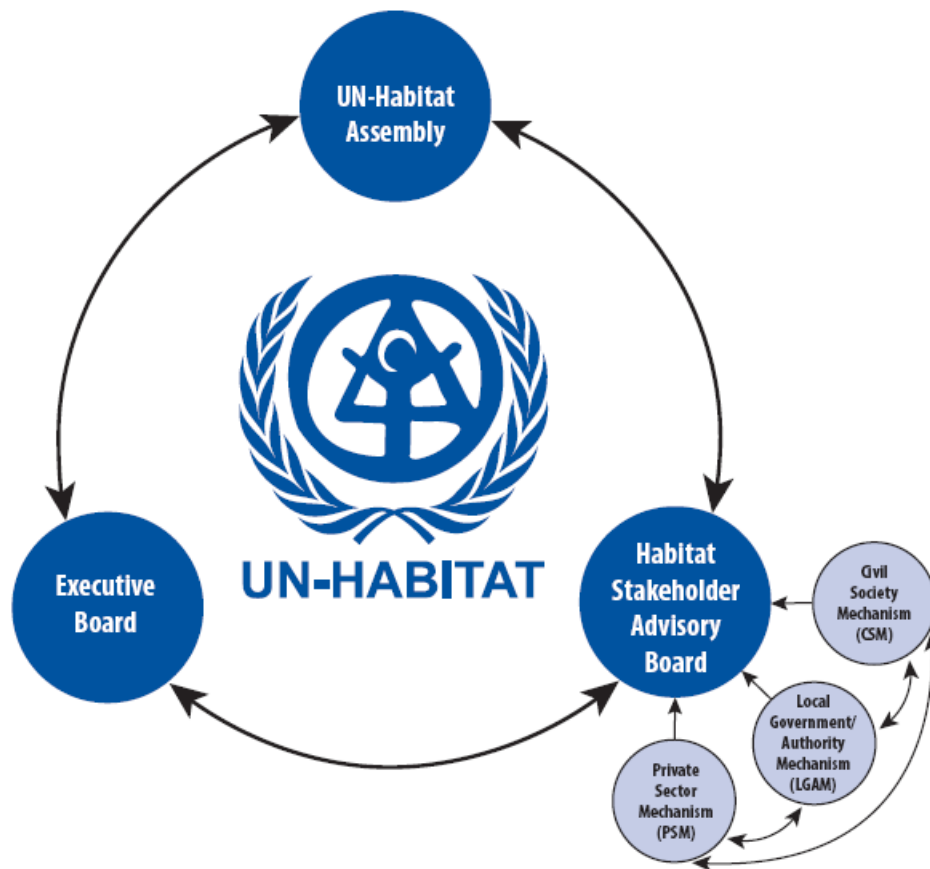 UN-Habitat
Assembly
UN-HABITAT
Executive
Board
Habitat
Stakeholder
Advisory
Board
Civil
Society
Mechanism
(CSM)
Local
Government/
Authority
Mechanism
(LGAM)
Private
Sector
Mechanism
(PSM)